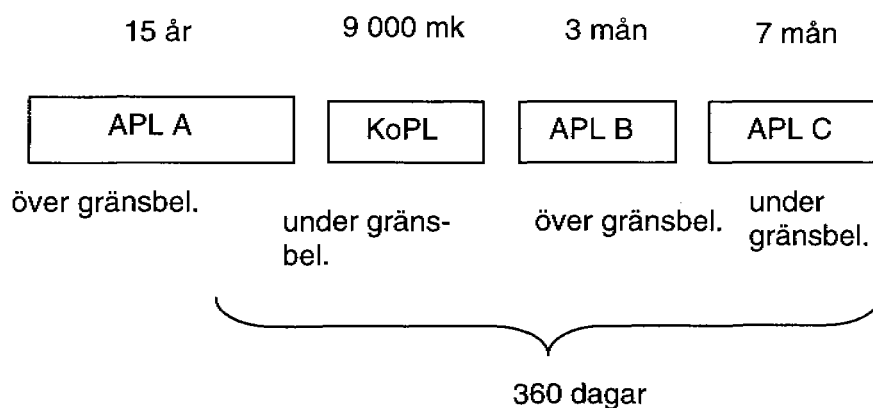 15 år 9 000 mk 3 mån 7 mån
APL A KoPL APL B APL C
över gränsbel. under gräns-
bel. över gränsbel. under
gränsbel.
360 dagar